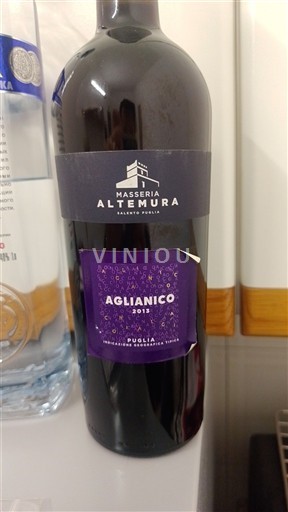 MASSERIA
ALTEMURA
SALENTO PUGLIA
VINIOU
AGLIANICO
2013
PUGLIA
INDICAZIONE GEOGRAFICA TIPICA